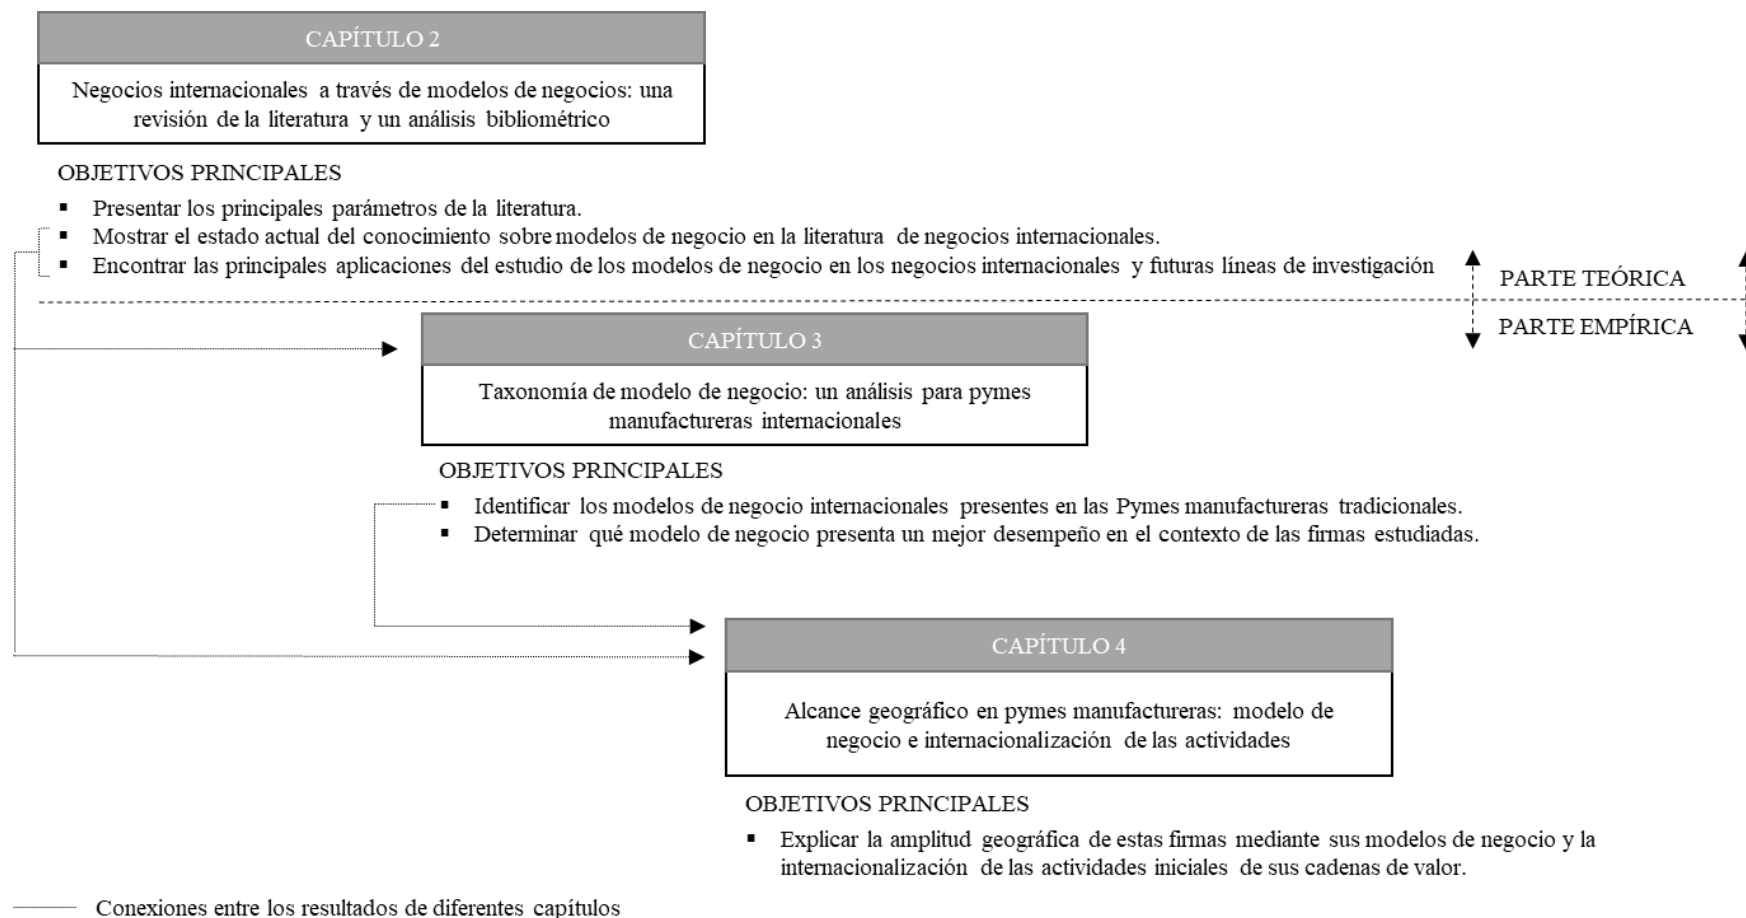 CAPÍTULO 2
Negocios internacionales a través de modelos de negocios: una
revisión de la literatura y un análisis bibliométrico
OBJETIVOS PRINCIPALES
▪ Presentar los principales parámetros de la literatura.
▪ Mostrar el estado actual del conocimiento sobre modelos de negocio en la literatura de negocios internacionales.
▪ Encontrar las principales aplicaciones del estudio de los modelos de negocio en los negocios internacionales y futuras líneas de investigación
PARTE TEÓRICA
PARTE EMPÍRICA
CAPÍTULO 3
Taxonomía de modelo de negocio: un análisis para pymes
manufactureras internacionales
OBJETIVOS PRINCIPALES
▪ Identificar los modelos de negocio internacionales presentes en las Pymes manufactureras tradicionales.
▪ Determinar qué modelo de negocio presenta un mejor desempeño en el contexto de las firmas estudiadas.
CAPÍTULO 4
Alcance geográfico en pymes manufactureras: modelo de
negocio e internacionalización de las actividades
OBJETIVOS PRINCIPALES
▪ Explicar la amplitud geográfica de estas firmas mediante sus modelos de negocio y la
internacionalización de las actividades iniciales de sus cadenas de valor.
Conexiones entre los resultados de diferentes capítulos